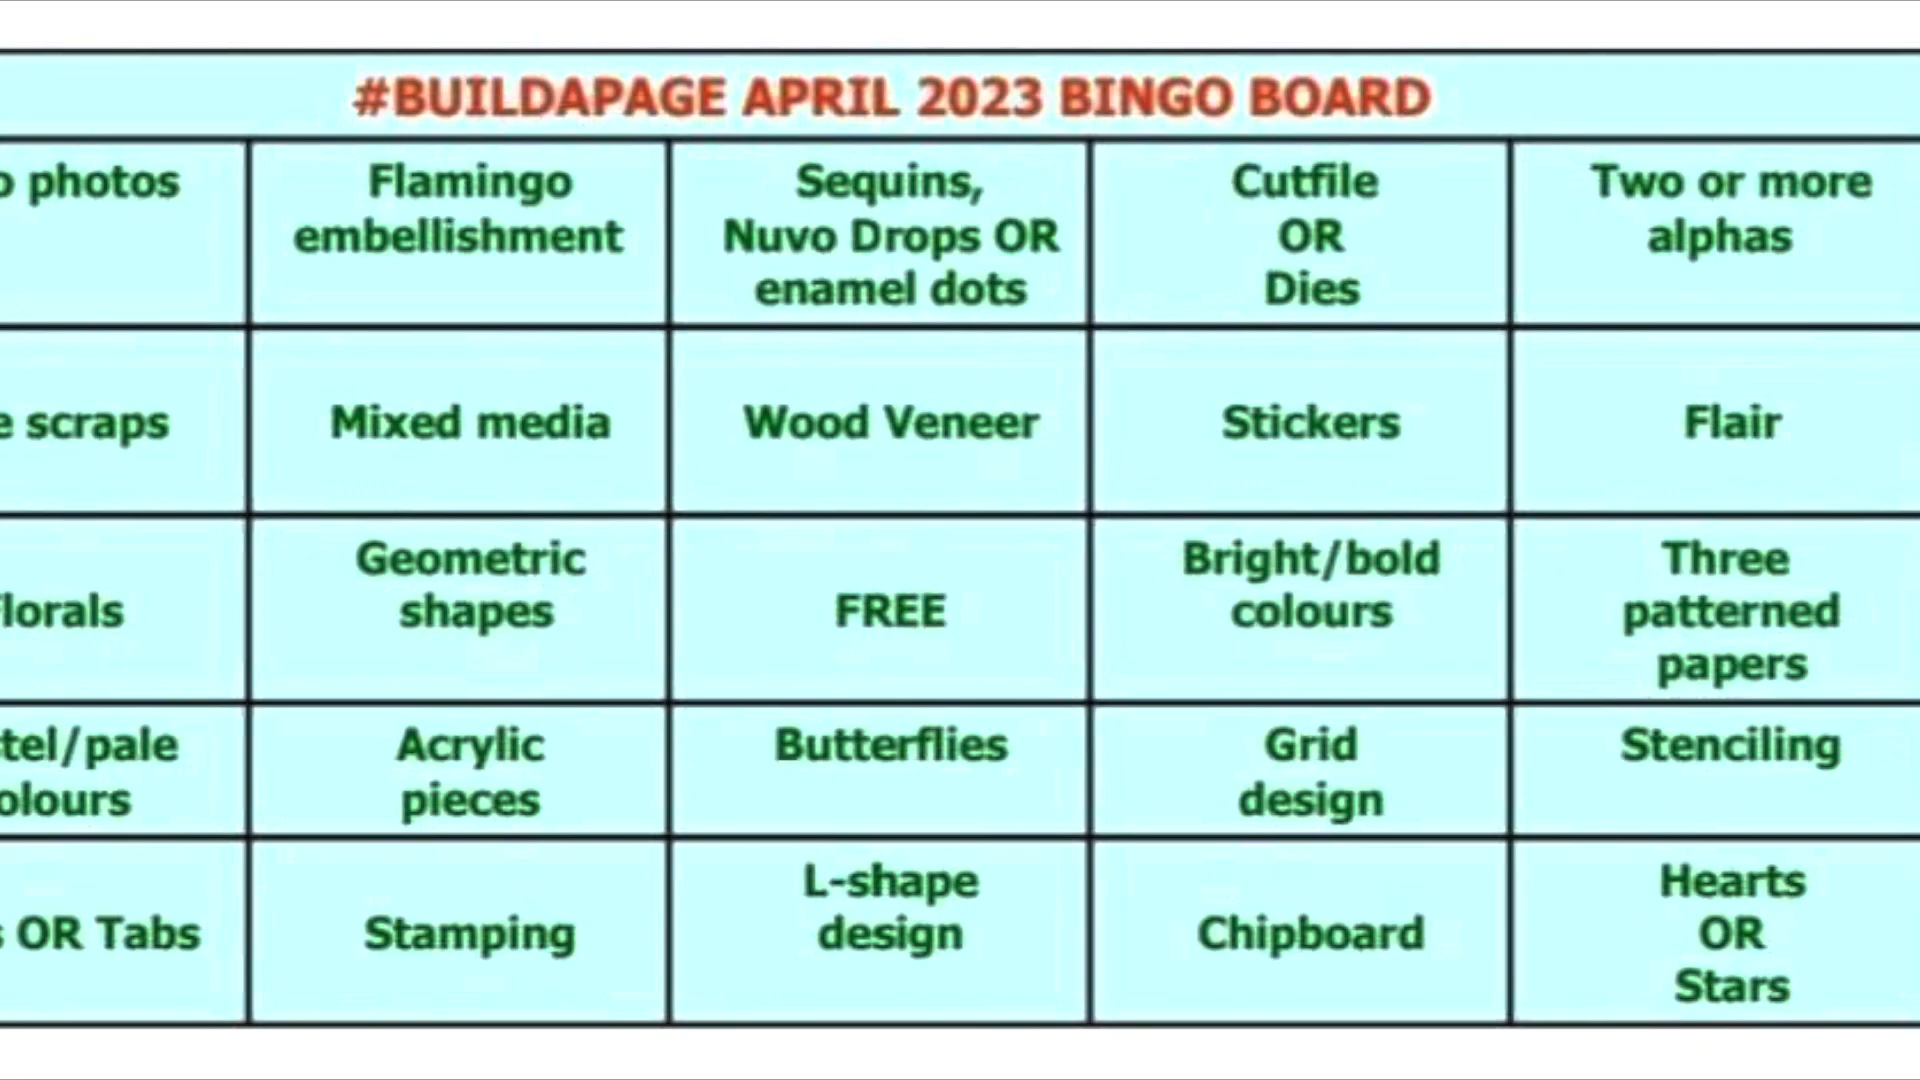 #BUILDAPAGE APRIL 2023 BINGO BOARD
photos
Flamingo
embellishment
Sequins,
Nuvo Drops OR
enamel dots
Cutfile
OR
Dies
Two or more
alphas
scraps
Mixed media
Wood Veneer
Stickers
Flair
lorals
Geometric
shapes
FREE
Bright/bold
colours
Three
patterned
papers
tel/pale
olours
Acrylic
pieces
Butterflies
Grid
design
Stenciling
OR Tabs
Stamping
L-shape
design
Chipboard
Hearts
OR
Stars